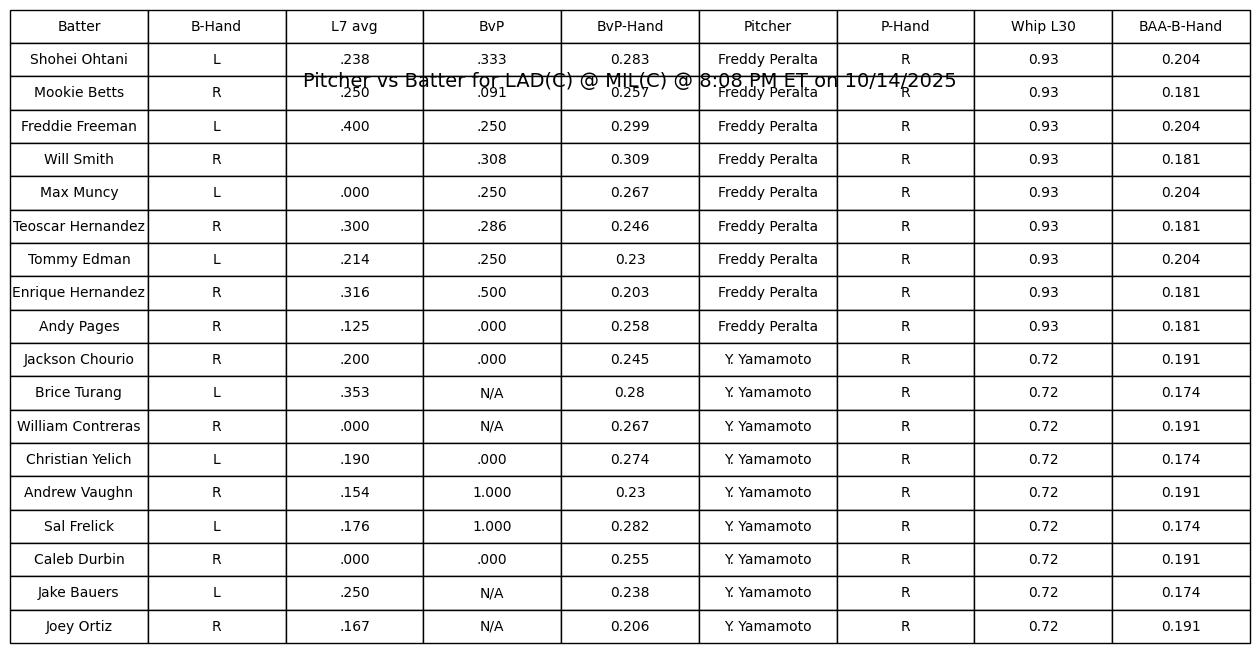 Batter B-Hand L7 avg BvP BvP-Hand Pitcher P-Hand Whip L30 BAA-B-Hand
Shohei Ohtani L .238 .333 0.283 Freddy Peralta R 0.93 0.204
Pitcher vs Batter for LAD(C) @ MIL(C) @ 8:08 PM ET on 10/14/2025
Mookie Betts R .250 .091 0.257 Freddy Peralta R 0.93 0.181
Freddie Freeman L .400 .250 0.299 Freddy Peralta R 0.93 0.204
Will Smith R .308 0.309 Freddy Peralta R 0.93 0.181
Max Muncy L .000 .250 0.267 Freddy Peralta R 0.93 0.204
Teoscar Hernandez R .300 .286 0.246 Freddy Peralta R 0.93 0.181
Tommy Edman L .214 .250 0.23 Freddy Peralta R 0.93 0.204
Enrique Hernandez R .316 .500 0.203 Freddy Peralta R 0.93 0.181
Andy Pages R .125 .000 0.258 Freddy Peralta R 0.93 0.181
Jackson Chourio R .200 .000 0.245 Y. Yamamoto R 0.72 0.191
Brice Turang L .353 N/A 0.28 Y. Yamamoto R 0.72 0.174
William Contreras R .000 N/A 0.267 Y. Yamamoto R 0.72 0.191
Christian Yelich L .190 .000 0.274 Y. Yamamoto R 0.72 0.174
Andrew Vaughn R .154 1.000 0.23 Y. Yamamoto R 0.72 0.191
Sal Frelick L .176 1.000 0.282 Y. Yamamoto R 0.72 0.174
Caleb Durbin R .000 .000 0.255 Y. Yamamoto R 0.72 0.191
Jake Bauers L .250 N/A 0.238 Y. Yamamoto R 0.72 0.174
Joey Ortiz R .167 N/A 0.206 Y. Yamamoto R 0.72 0.191